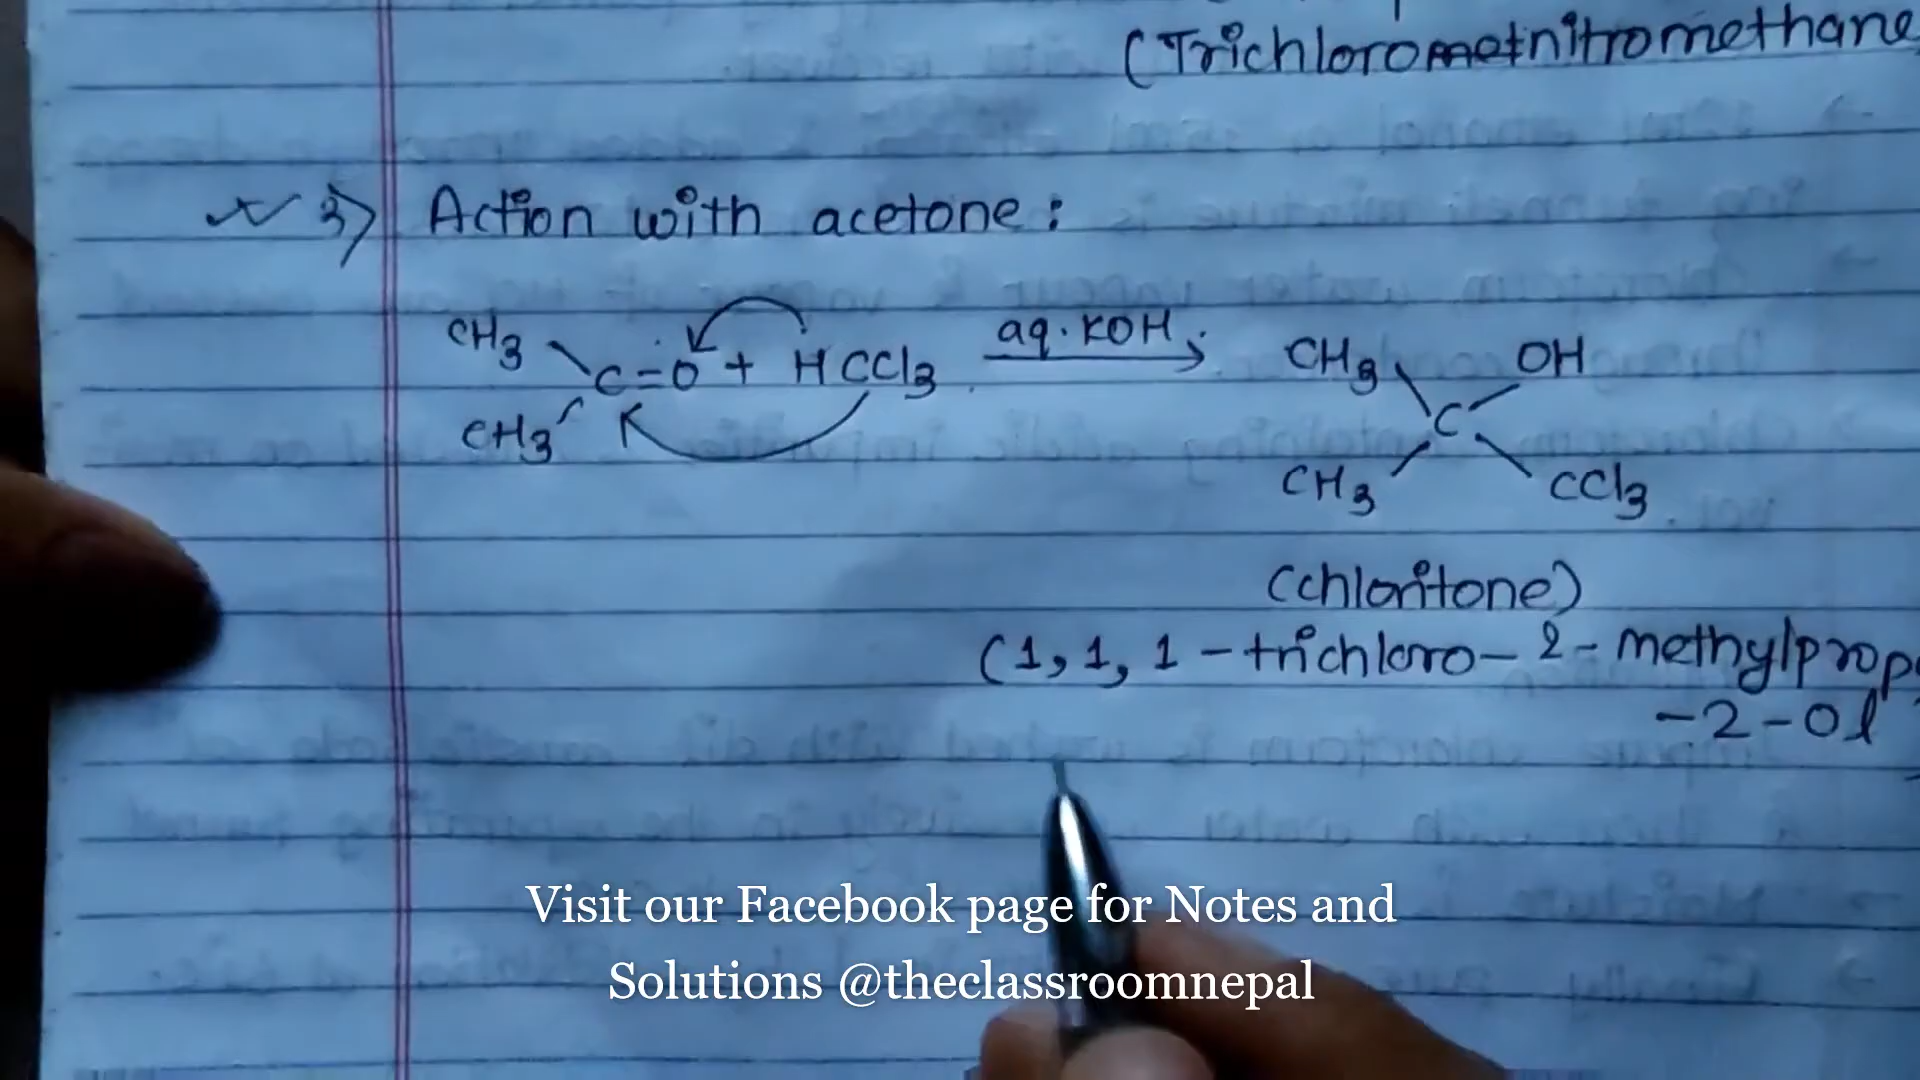 (Trichlorometnitromethane
3) Action with acetone:
CH3 C=O + HCCl3 aq. KOH, CH3 OH
C
CH3 CH3 CCl3
(chloritone)
(1, 1, 1 - trichloro - 2 - methylprop
- 2 - ol
Visit our Facebook page for Notes and
Solutions @theclassroomnepal